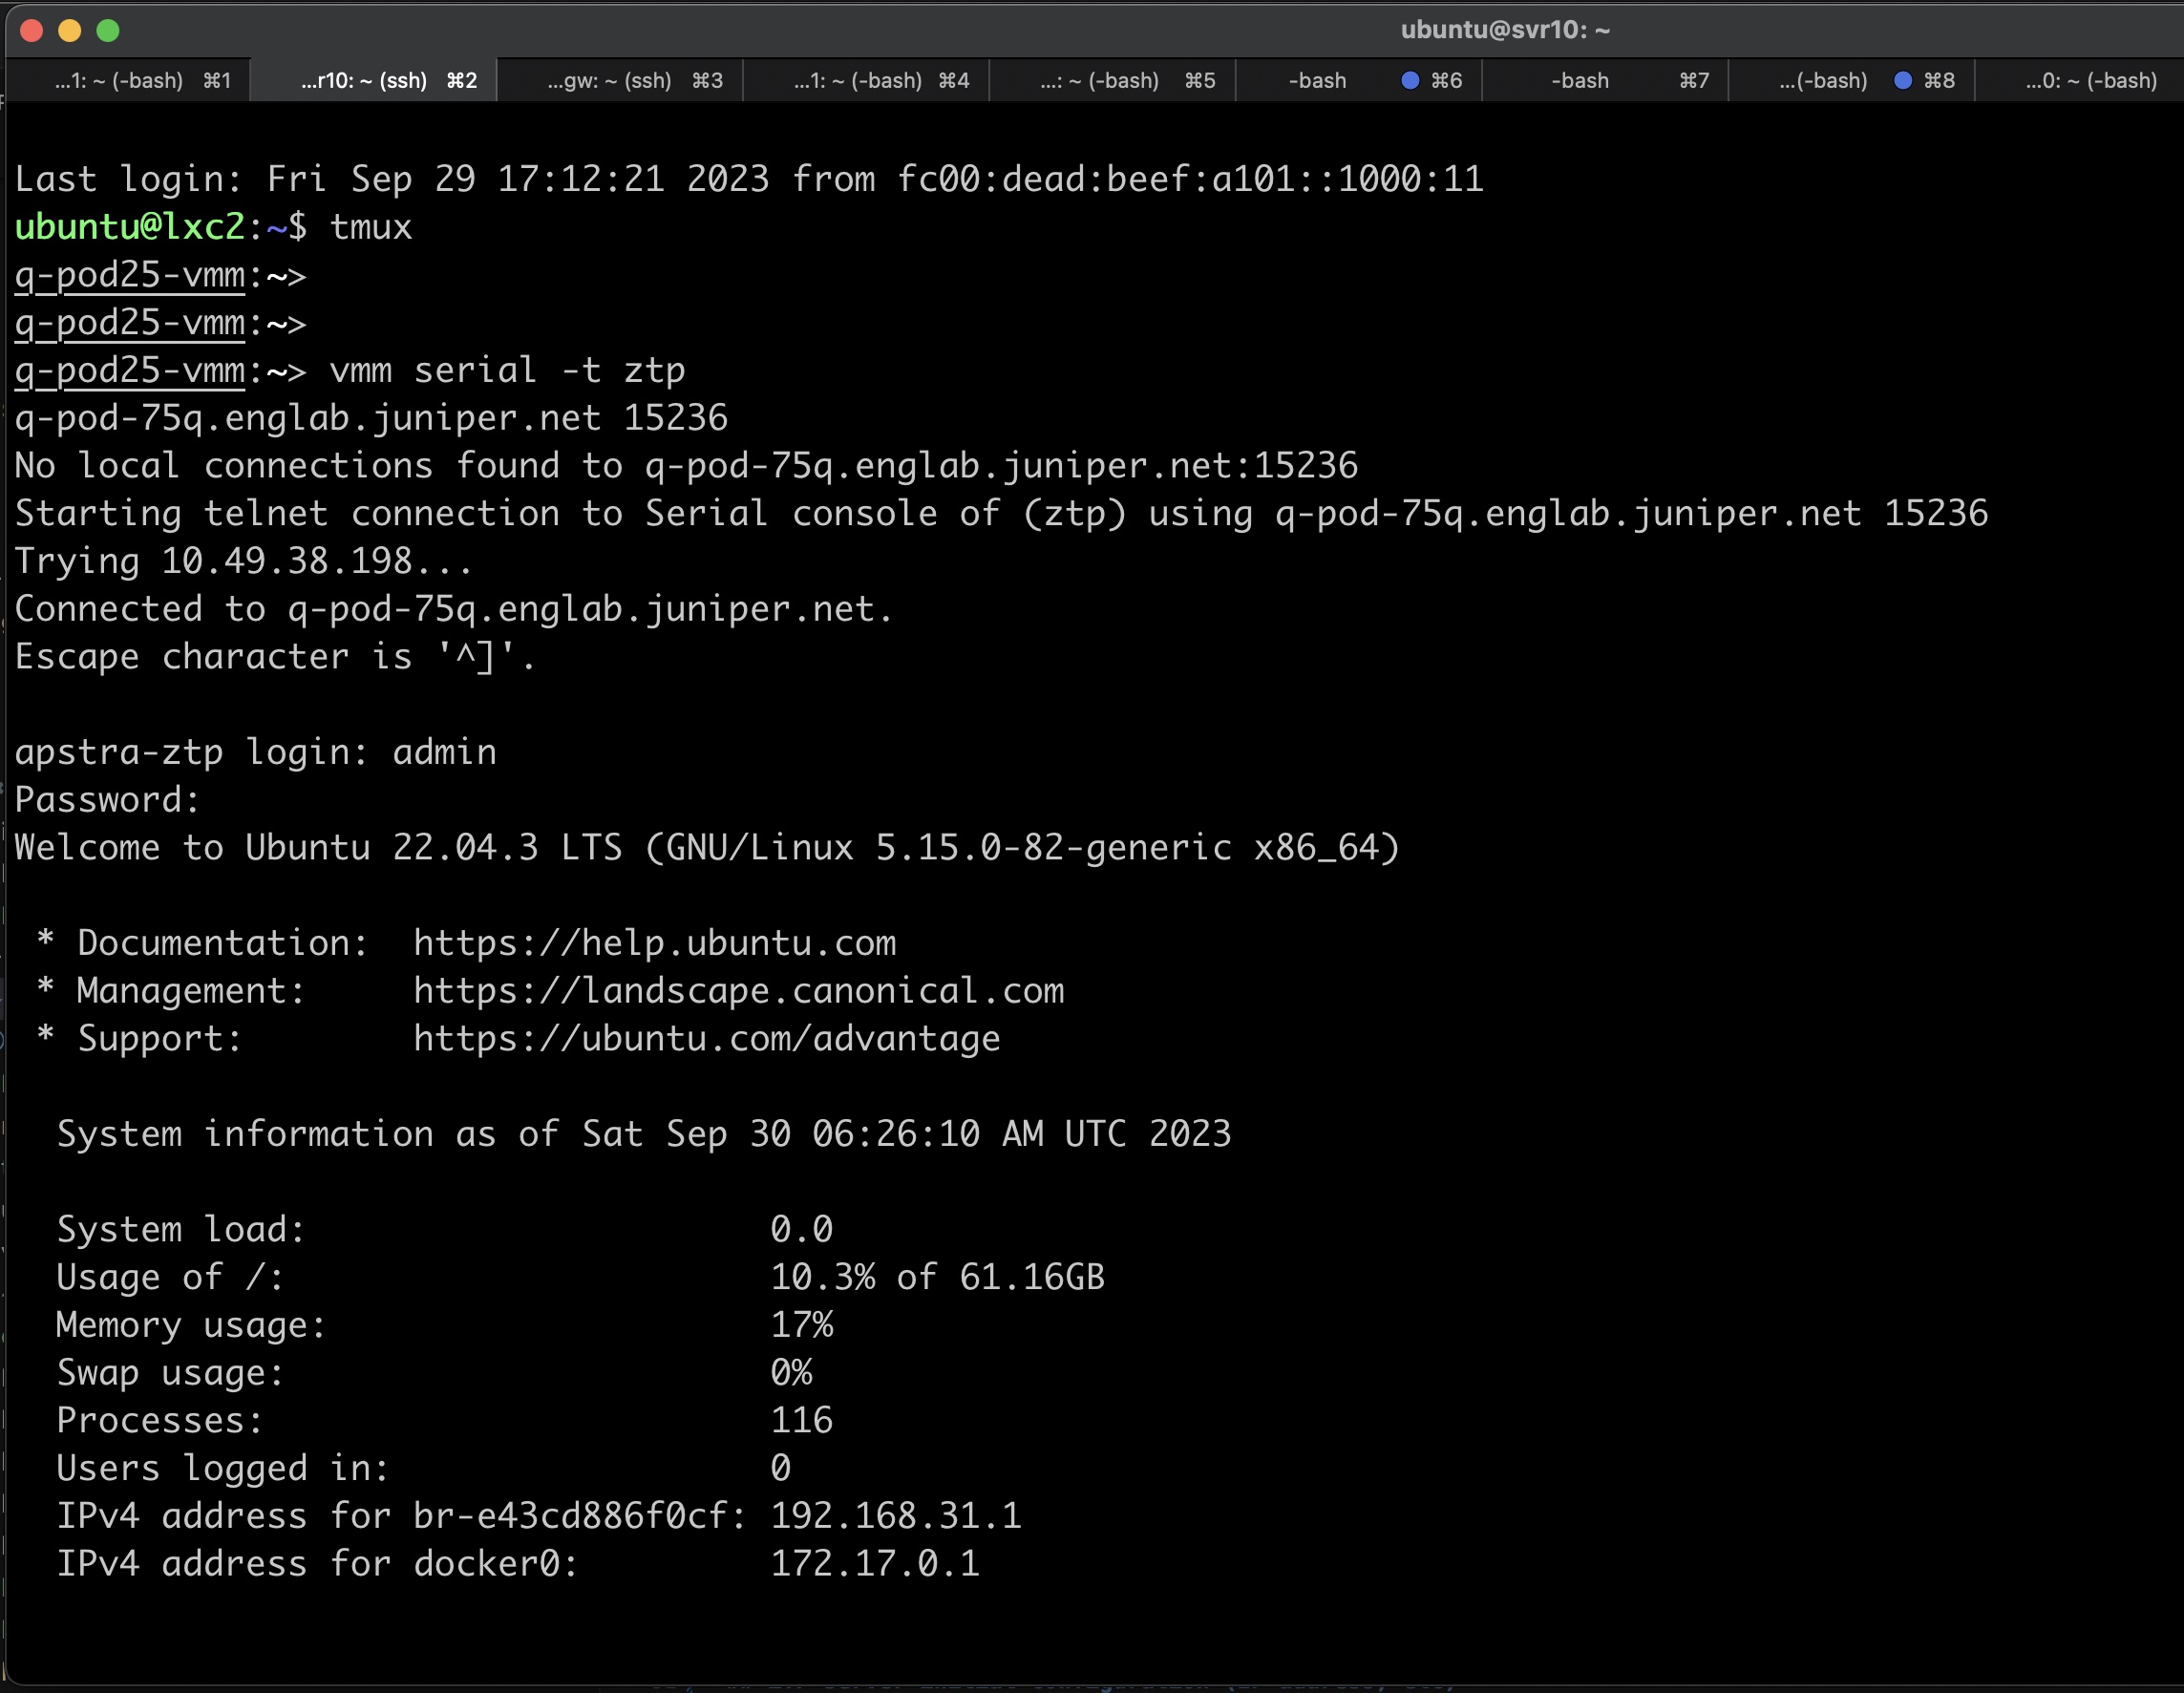 ubuntu@svr10: ~
...1: ~ (-bash) ⌘1 ...r10: ~ (ssh) ⌘2 ...gw: ~ (ssh) ⌘3 ...1: ~ (-bash) ⌘4 ...: ~ (-bash) ⌘5 -bash ⌘6 -bash ⌘7 ...(-bash) ⌘8 ...0: ~ (-bash)
Last login: Fri Sep 29 17:12:21 2023 from fc00:dead:beef:a101::1000:11
ubuntu@lxc2:~$ tmux
q-pod25-vmm:~>
q-pod25-vmm:~>
q-pod25-vmm:~> vmm serial -t ztp
q-pod-75q.englab.juniper.net 15236
No local connections found to q-pod-75q.englab.juniper.net:15236
Starting telnet connection to Serial console of (ztp) using q-pod-75q.englab.juniper.net 15236
Trying 10.49.38.198...
Connected to q-pod-75q.englab.juniper.net.
Escape character is '^]'.
apstra-ztp login: admin
Password:
Welcome to Ubuntu 22.04.3 LTS (GNU/Linux 5.15.0-82-generic x86_64)
* Documentation:  https://help.ubuntu.com
* Management:     https://landscape.canonical.com
* Support:        https://ubuntu.com/advantage
System information as of Sat Sep 30 06:26:10 AM UTC 2023
System load:                      0.0
Usage of /:                       10.3% of 61.16GB
Memory usage:                     17%
Swap usage:                       0%
Processes:                        116
Users logged in:                  0
IPv4 address for br-e43cd886f0cf: 192.168.31.1
IPv4 address for docker0:         172.17.0.1